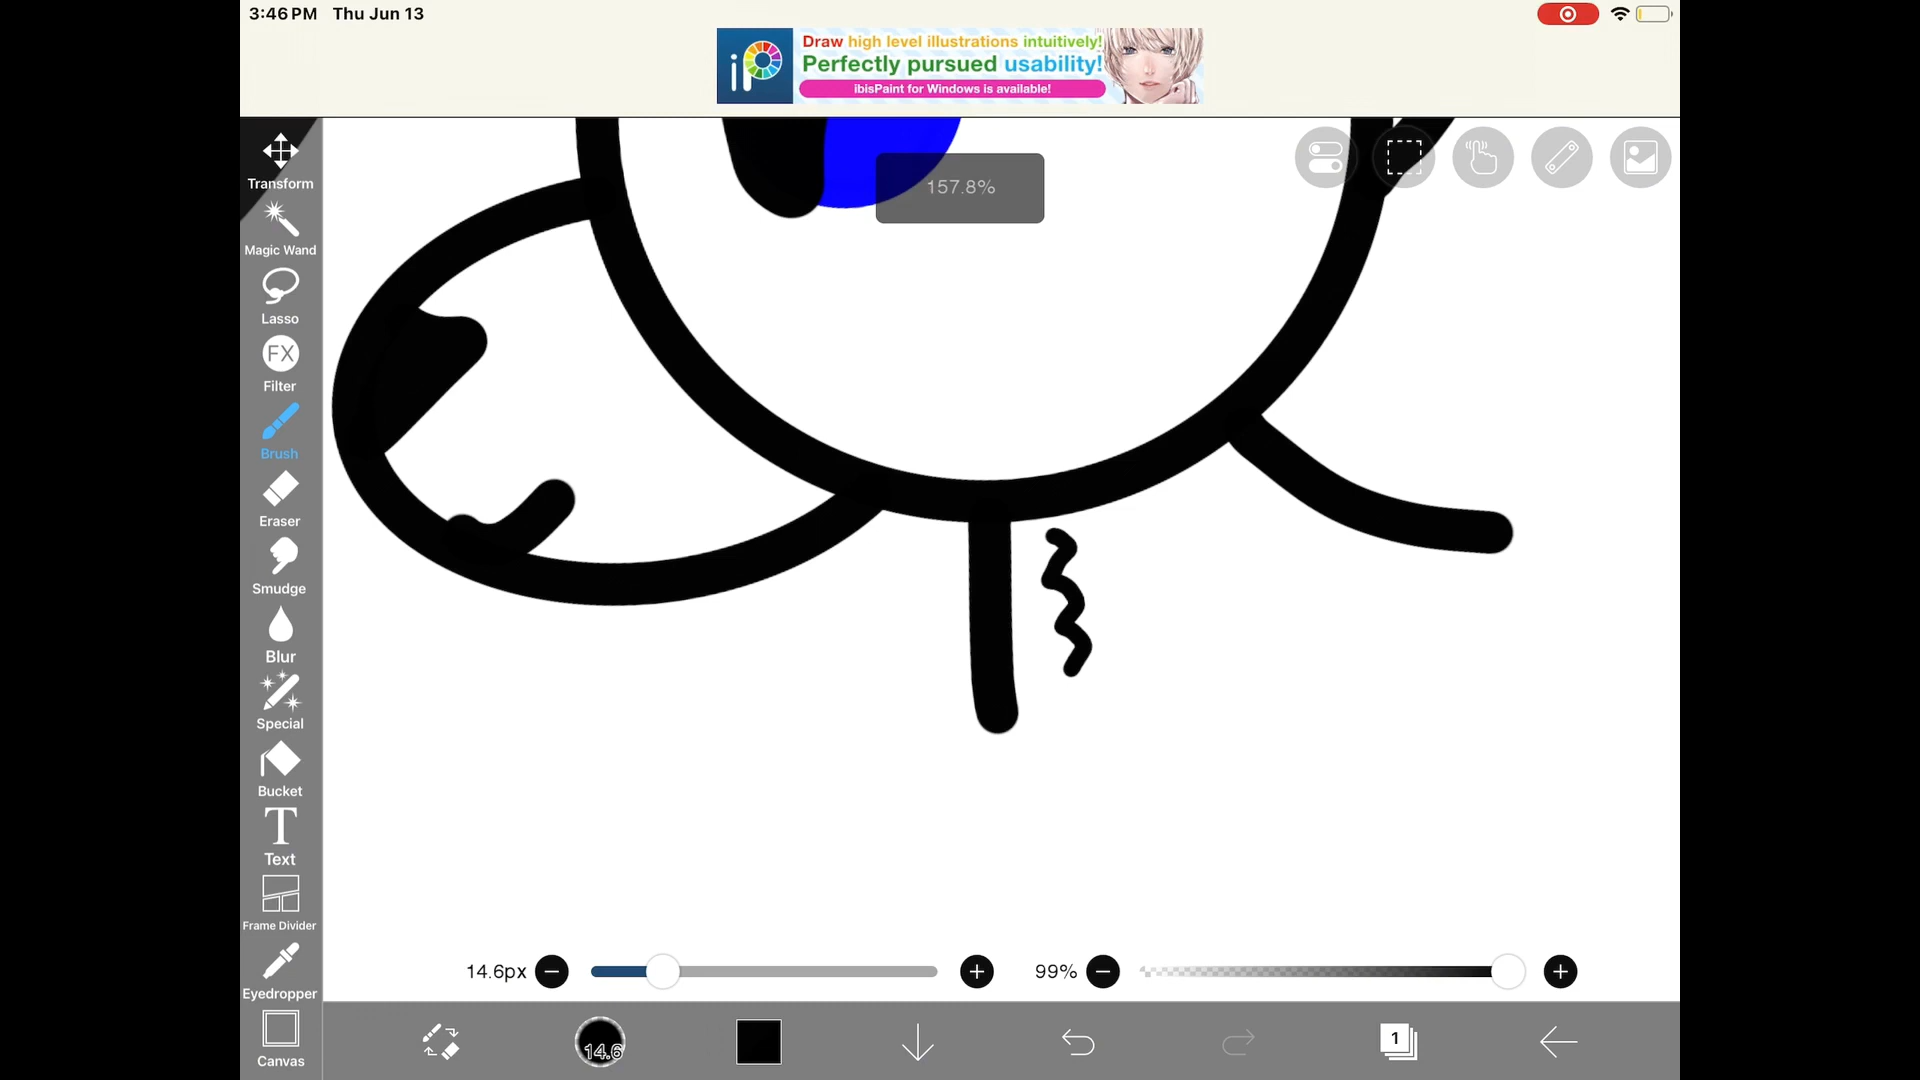 3:46 PM Thu Jun 13
iP
Draw high level illustrations intuitively!
Perfectly pursued usability!
ibisPaint for Windows is available!
157.8%
Transform
Magic Wand
Lasso
FX
Filter
Brush
Eraser
Smudge
Blur
Special
Bucket
T
Text
Frame Divider
Eyedropper
Canvas
14.6px
99%
14.6
1